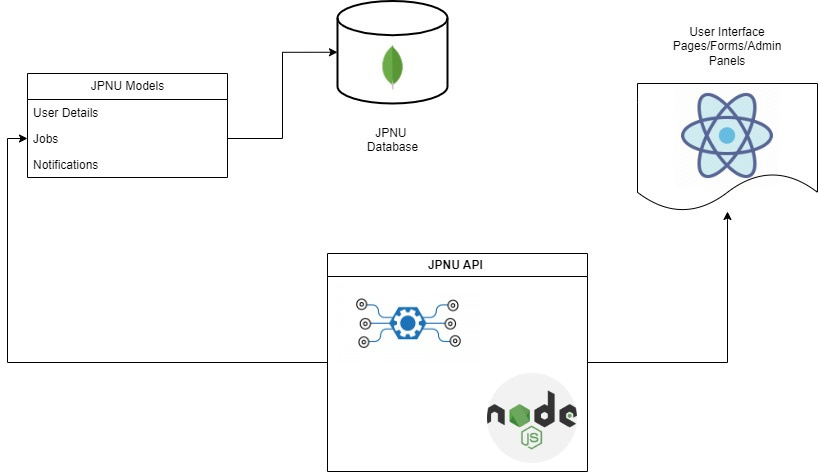 User Interface
Pages/Forms/Admin
Panels
JPNU Models
User Details
Jobs
Notifications
JPNU
Database
JPNU API
node
JS